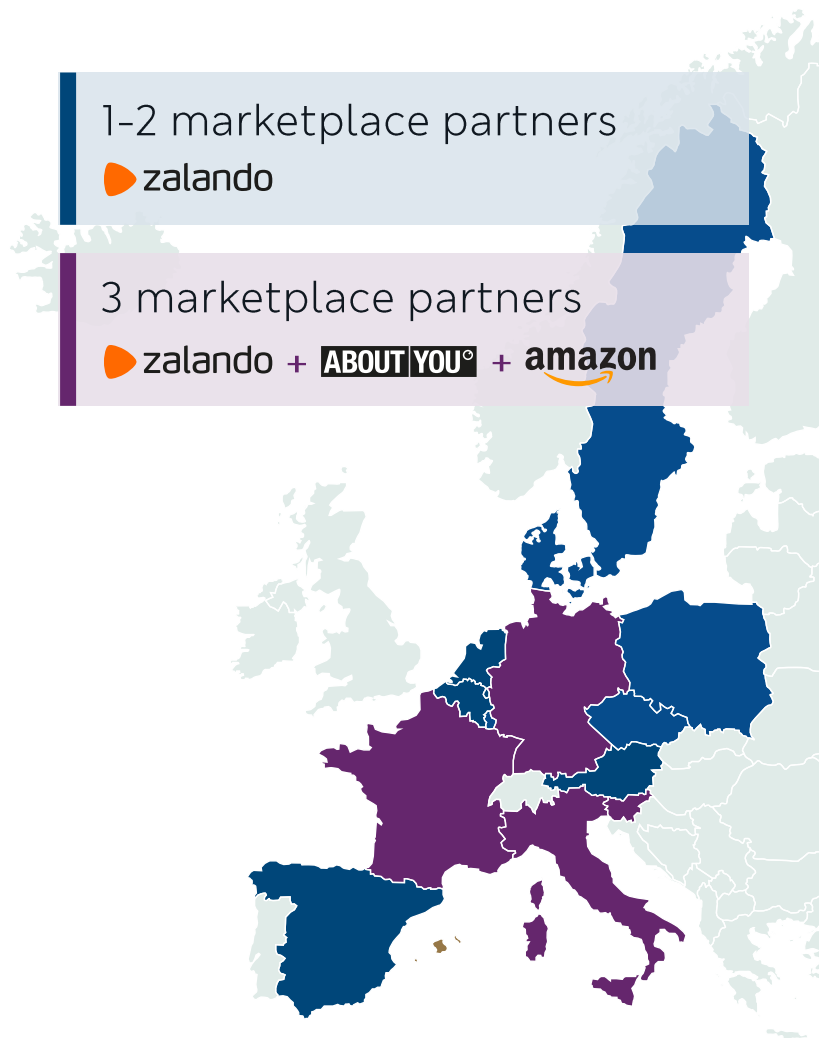 1-2 marketplace partners
zalando
3 marketplace partners
zalando + ABOUT YOU + amazon